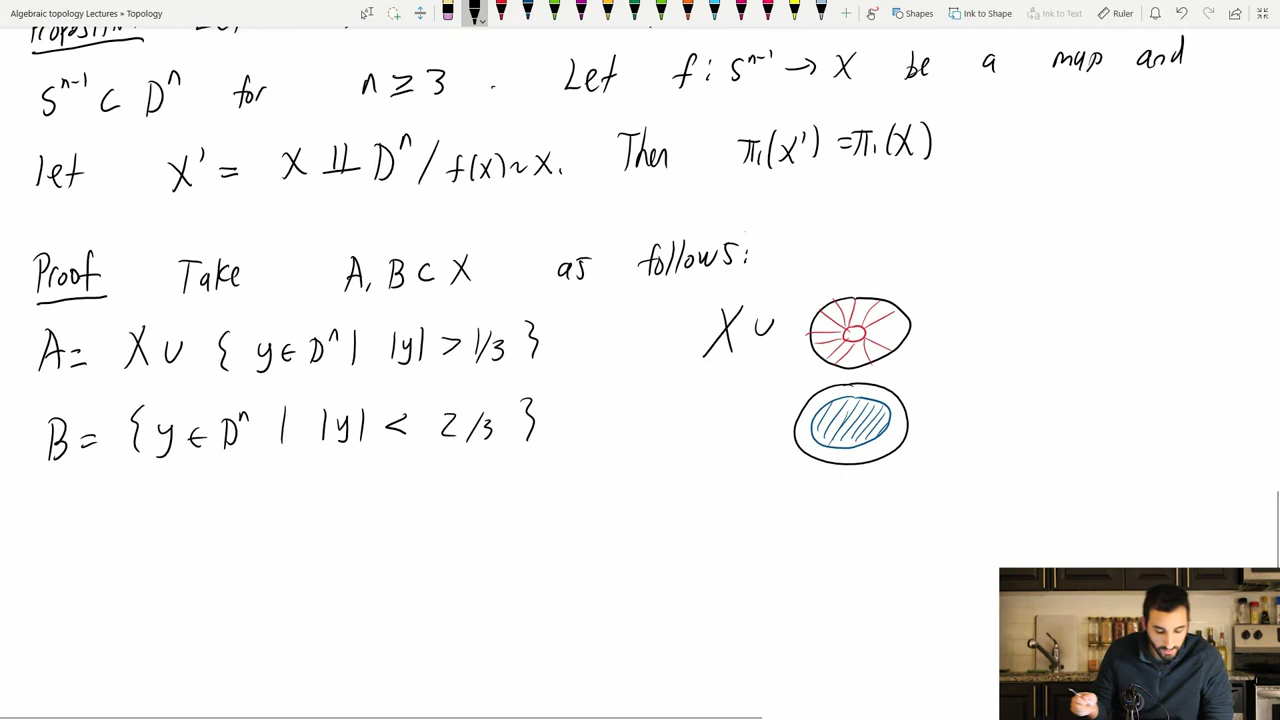 Algebraic topology Lectures » Topology
Shapes Ink to Shape Ink to Text Ruler
S^{n-1} ⊂ D^n for n ≥ 3. Let f: S^{n-1} → X be a map and
let X' = X ⨿ D^n / f(x)~x. Then π₁(X') = π₁(X)
Proof Take A, B ⊂ X as follows:
A = X ∪ { y ∈ D^n | |y| > 1/3 } X ∪
B = { y ∈ D^n | |y| < 2/3 }